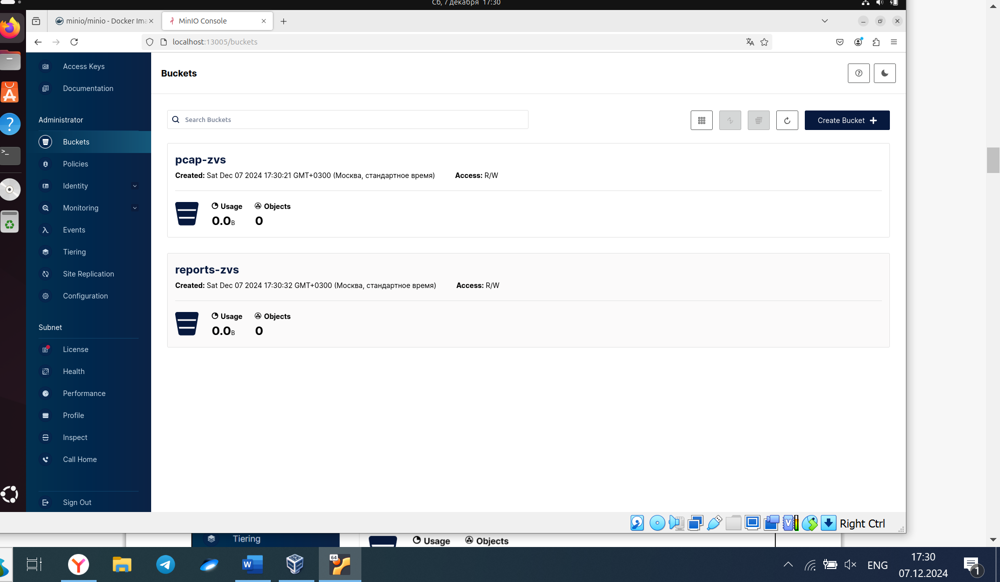 Сб, 7 декабря 17:30
minio/minio - Docker Ima
MinIO Console
localhost:13005/buckets
Access Keys
Documentation
Administrator
Buckets
Policies
Identity
Monitoring
Events
Tiering
Site Replication
Configuration
Subnet
License
Health
Performance
Profile
Inspect
Call Home
Sign Out
Buckets
Search Buckets
Create Bucket
pcap-zvs
Created: Sat Dec 07 2024 17:30:21 GMT+0300 (Москва, стандартное время) Access: R/W
Usage Objects
0.0B 0
reports-zvs
Created: Sat Dec 07 2024 17:30:32 GMT+0300 (Москва, стандартное время) Access: R/W
Usage Objects
0.0B 0
Right Ctrl
Tiering
Usage Objects
64
ENG
17:30
07.12.2024
1